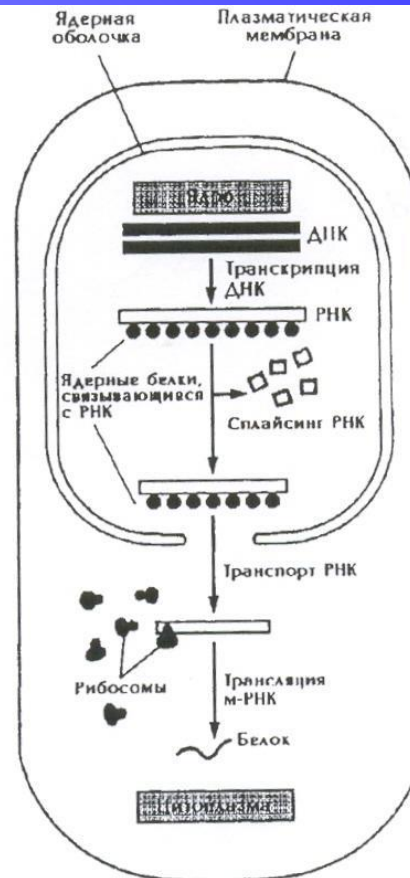 Ядерная
оболочка
Плазматическая
мембрана
Ядро
ДНК
Транскрипция
ДНК
РНК
Ядерные белки,
связывающиеся
с РНК
Сплайсинг РНК
Транспорт РНК
Рибосомы
Трансляция
м-РНК
Белок
Цитоплазма